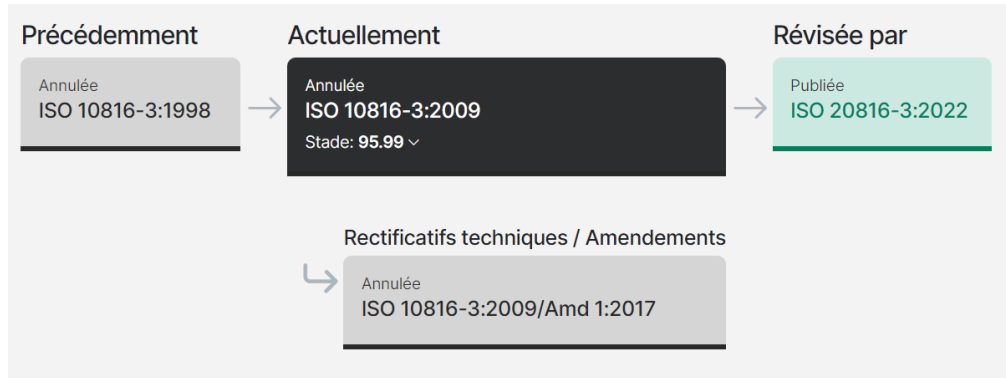 Précédemment
Annulée
ISO 10816-3:1998
Actuellement
Annulée
ISO 10816-3:2009
Stade: 95.99
Révisée par
Publiée
ISO 20816-3:2022
Rectificatifs techniques / Amendements
Annulée
ISO 10816-3:2009/Amd 1:2017